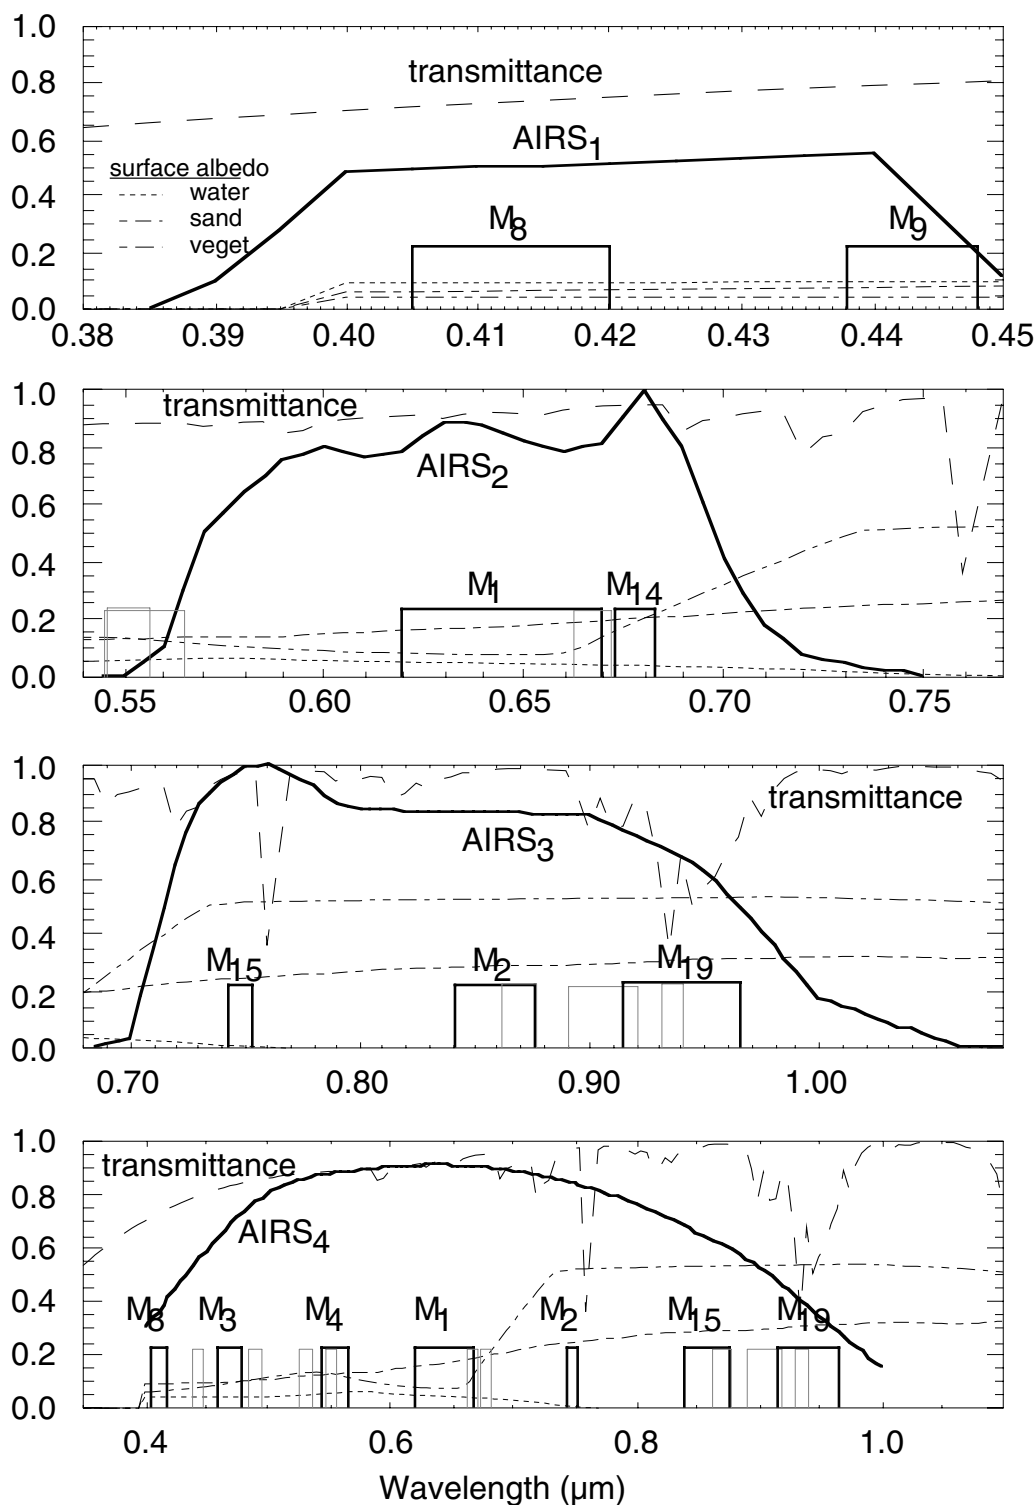 1.0
transmittance
0.8
AIRS1
0.6
surface albedo
water
0.4
sand
M8
M9
veget
0.2
0.0
0.38 0.39 0.40 0.41 0.42 0.43 0.44 0.45
1.0
transmittance
0.8
AIRS2
0.6
0.4
M1
M14
0.2
0.0
0.55 0.60 0.65 0.70 0.75
1.0
transmittance
0.8
AIRS3
0.6
0.4
M15
M2
M19
0.2
0.0
0.70 0.80 0.90 1.00
1.0
transmittance
0.8
AIRS4
0.6
0.4
M8
M3
M4
M1
M2
M15
M19
0.2
0.0
0.4 0.6 0.8 1.0
Wavelength (µm)